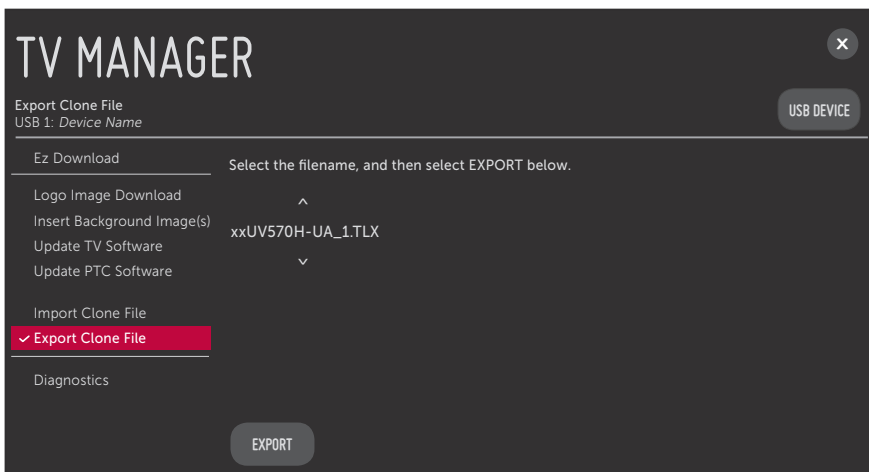 TV MANAGER
X
Export Clone File
USB 1: Device Name
USB DEVICE
Ez Download
Logo Image Download
Insert Background Image(s)
Update TV Software
Update PTC Software
Import Clone File
Export Clone File
Diagnostics
Select the filename, and then select EXPORT below.
xxUV570H-UA_1.TLX
EXPORT